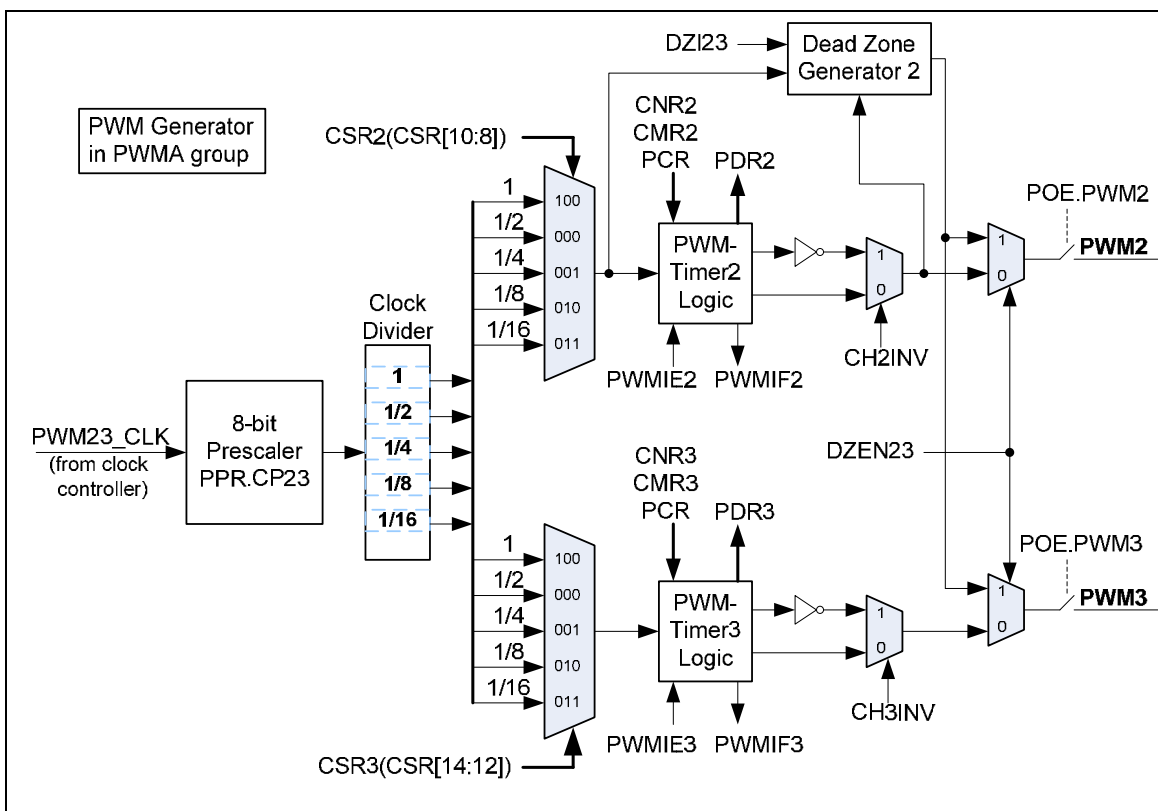 PWM Generator
in PWMA group
DZI23
Dead Zone
Generator 2
CSR2(CSR[10:8])
CNR2
CMR2
PCR
PDR2
1
1/2
1/4
1/8
1/16
100
000
001
010
011
PWM-
Timer2
Logic
1
0
CH2INV
PWMIE2
PWMIF2
1
0
POE.PWM2
PWM2
Clock
Divider
1
1/2
1/4
1/8
1/16
PWM23_CLK
(from clock
controller)
8-bit
Prescaler
PPR.CP23
DZEN23
CNR3
CMR3
PCR
PDR3
1
1/2
1/4
1/8
1/16
100
000
001
010
011
PWM-
Timer3
Logic
1
0
CH3INV
PWMIE3
PWMIF3
1
0
POE.PWM3
PWM3
CSR3(CSR[14:12])